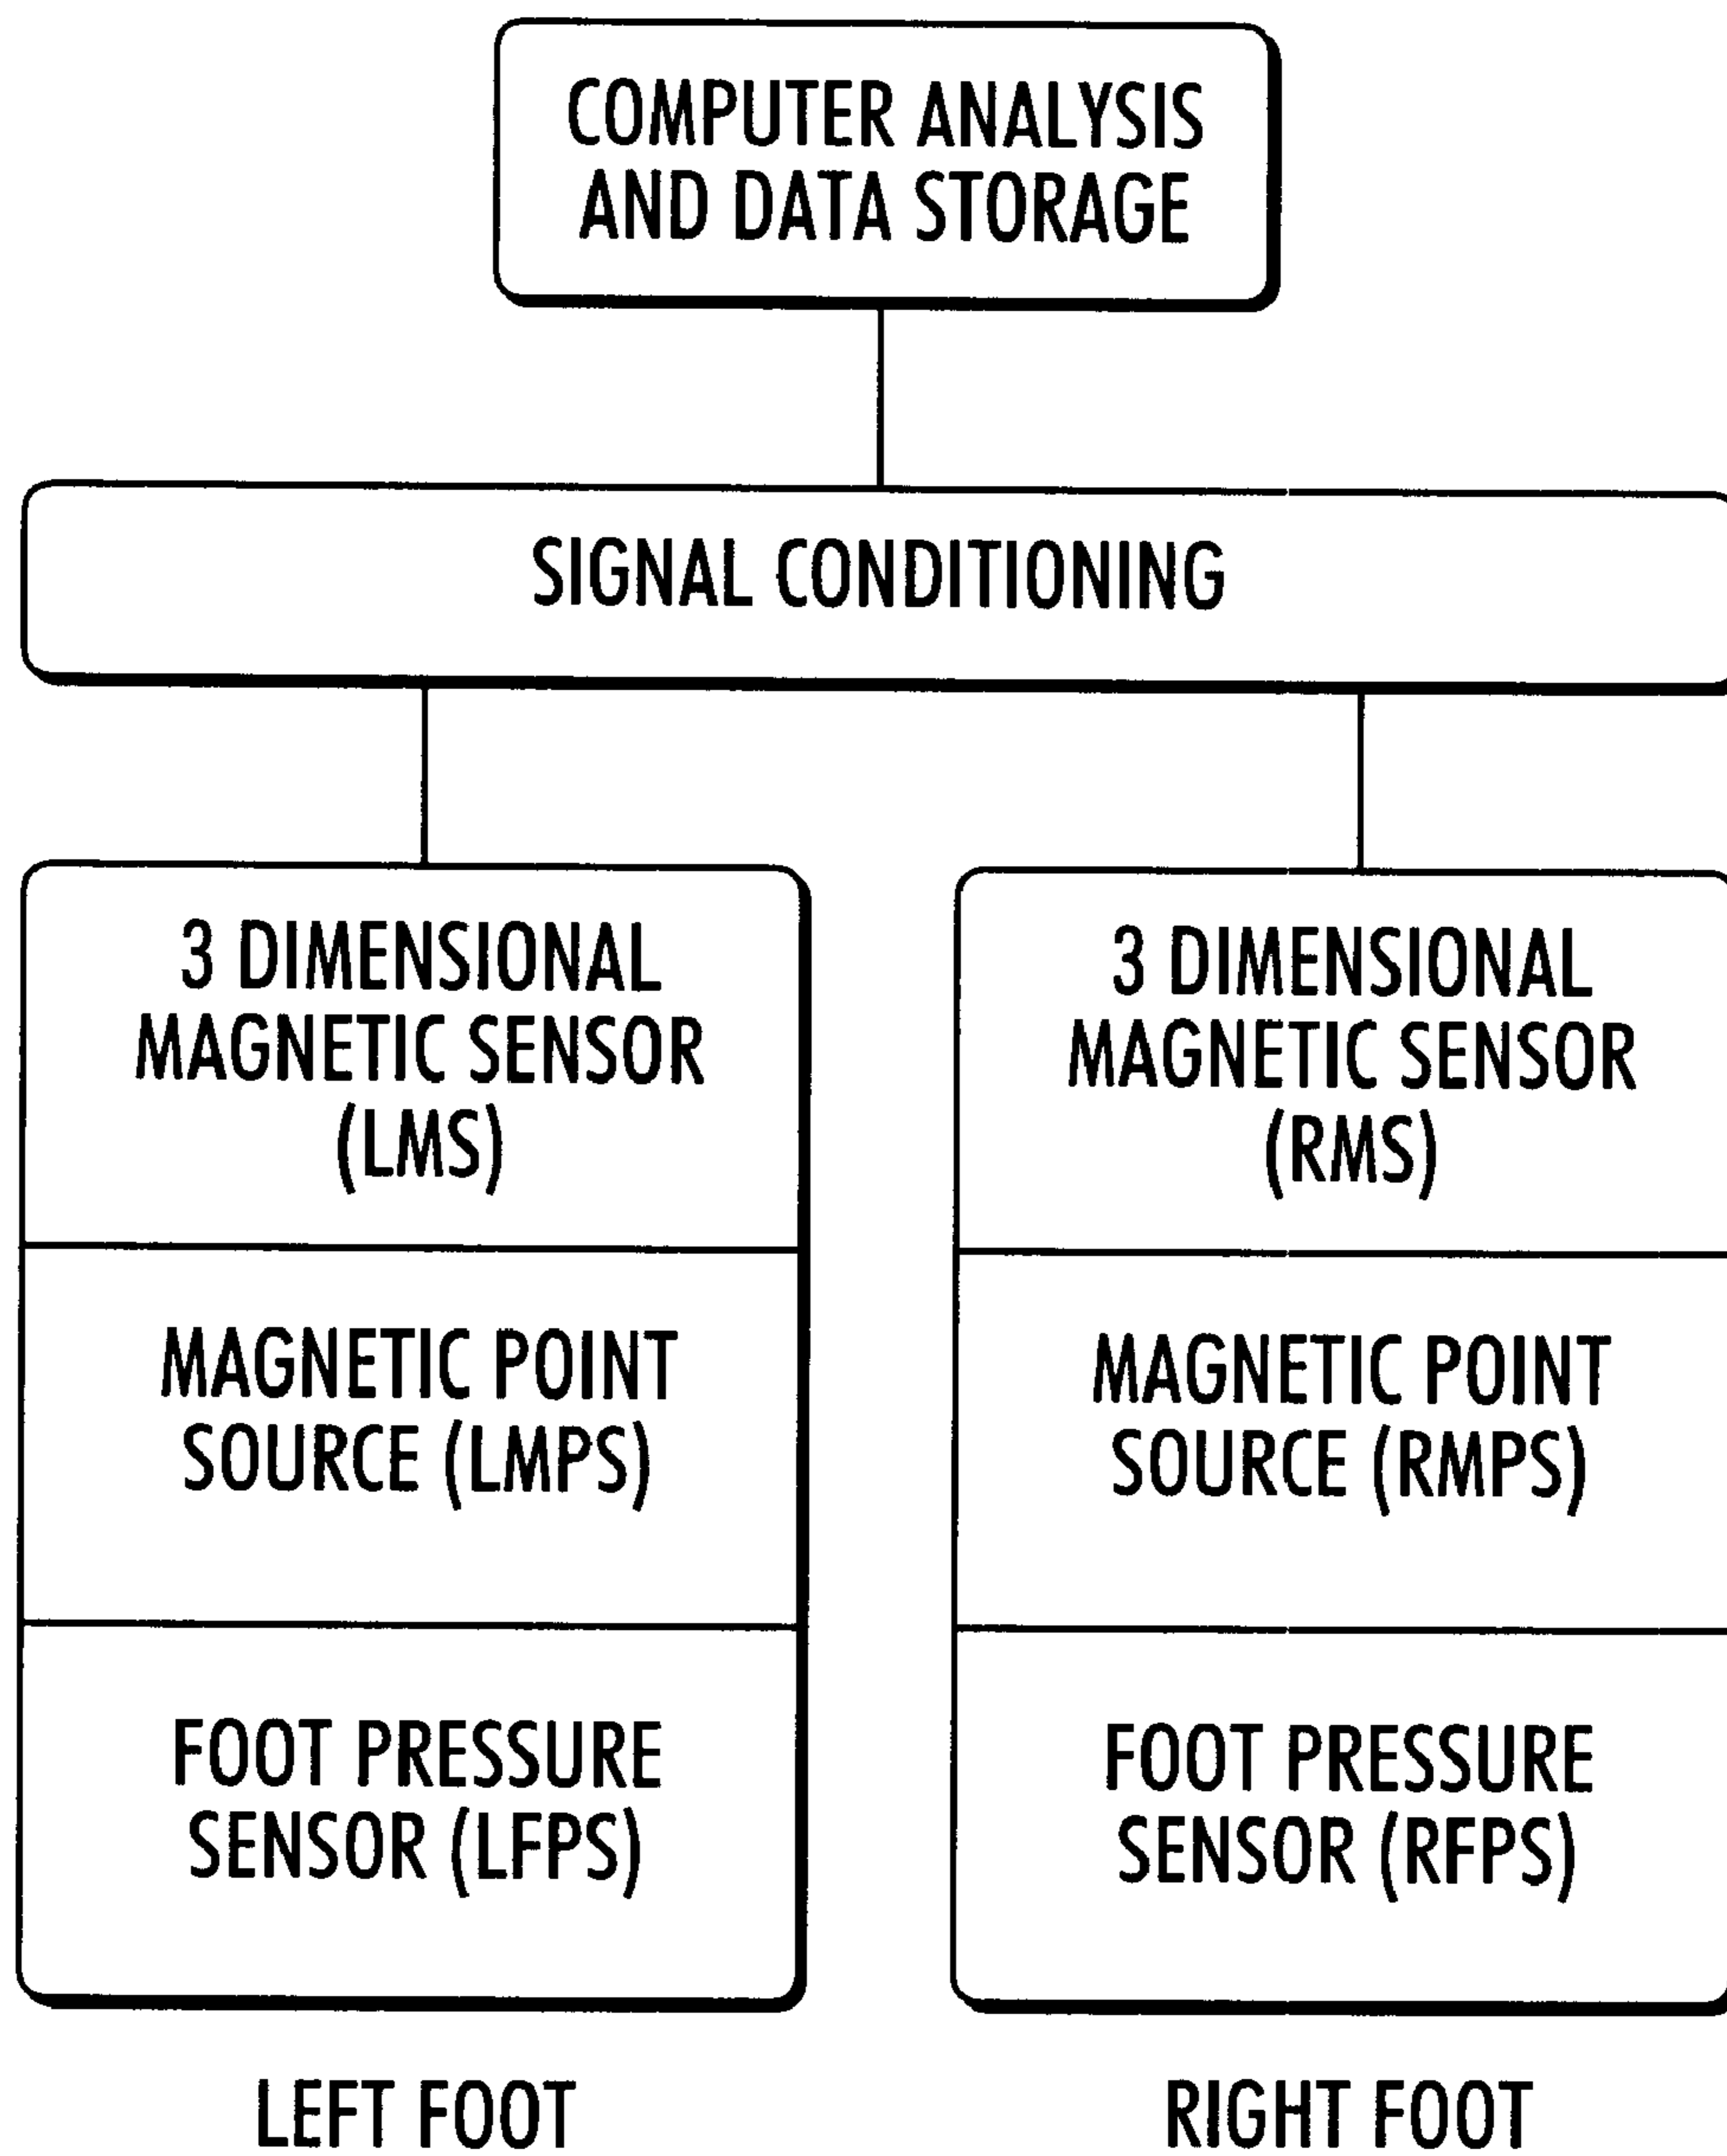 COMPUTER ANALYSIS
AND DATA STORAGE
SIGNAL CONDITIONING
3 DIMENSIONAL
MAGNETIC SENSOR
(LMS)
MAGNETIC POINT
SOURCE (LMPS)
FOOT PRESSURE
SENSOR (LFPS)
LEFT FOOT
3 DIMENSIONAL
MAGNETIC SENSOR
(RMS)
MAGNETIC POINT
SOURCE (RMPS)
FOOT PRESSURE
SENSOR (RFPS)
RIGHT FOOT